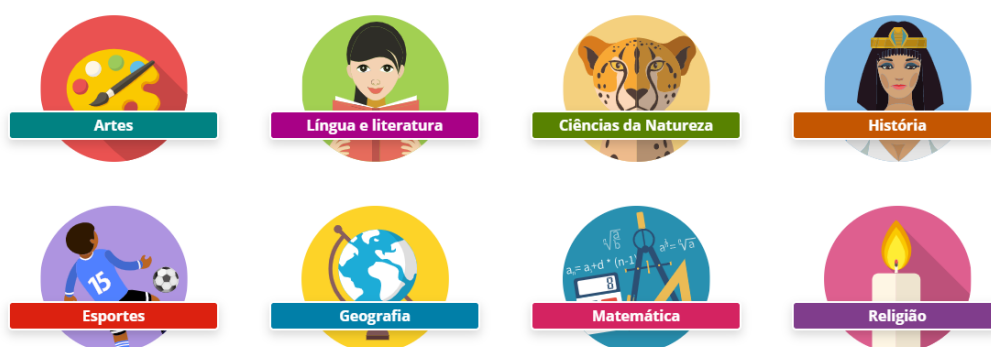 Artes
Língua e literatura
Ciências da Natureza
História
15
Esportes
Geografia
Matemática
Religião